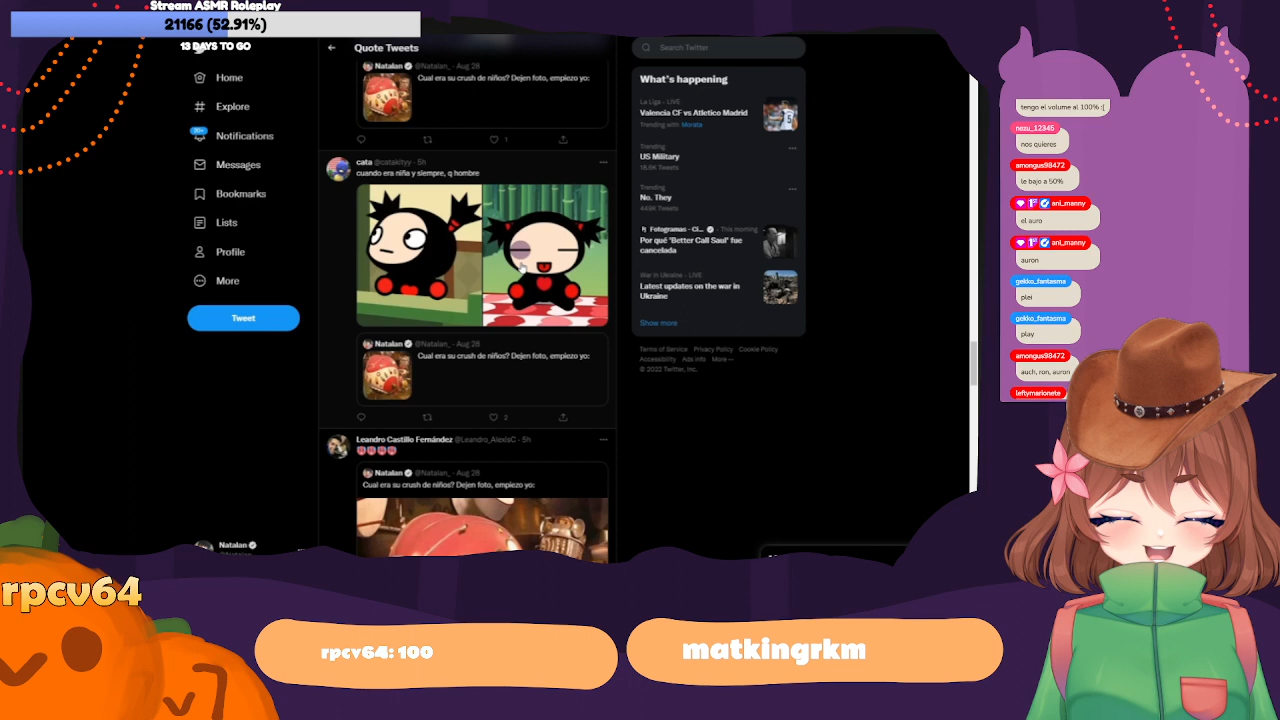 Stream ASMR Roleplay
21166 (52.91%)
13 DAYS TO GO
Home
Explore
20+
Notifications
Messages
Bookmarks
Lists
Profile
More
Tweet
Natalan
Quote Tweets
Natalan @Natalan_ · Aug 28
Cual era su crush de niños? Dejen foto, empiezo yo:
1
cata @catakityy · 5h
cuando era niña y siempre, q hombre
Natalan @Natalan_ · Aug 28
Cual era su crush de niños? Dejen foto, empiezo yo:
2
Leandro Castillo Fernández @Leandro_AlexisC · 5h
Natalan @Natalan_ · Aug 28
Cual era su crush de niños? Dejen foto, empiezo yo:
Search Twitter
What's happening
La Liga · LIVE
Valencia CF vs Atletico Madrid
Trending with Morata
Trending
US Military
Trending
No. They
449K Tweets
Fotogramas - Ci... · This morning
Por qué 'Better Call Saul' fue
cancelada
War in Ukraine · LIVE
Latest updates on the war in
Ukraine
Show more
Terms of Service Privacy Policy Cookie Policy
Accessibility Ads info More ···
© 2022 Twitter, Inc.
tengo el volume al 100% :(
nezu_12345
nos quieres
amongus98472
le bajo a 50%
ani_manny
el auro
ani_manny
auron
gekko_fantasma
plei
gekko_fantasma
play
amongus98472
auch, ron, auron
leftymarionete
rpcv64
rpcv64: 100
matkingrkm